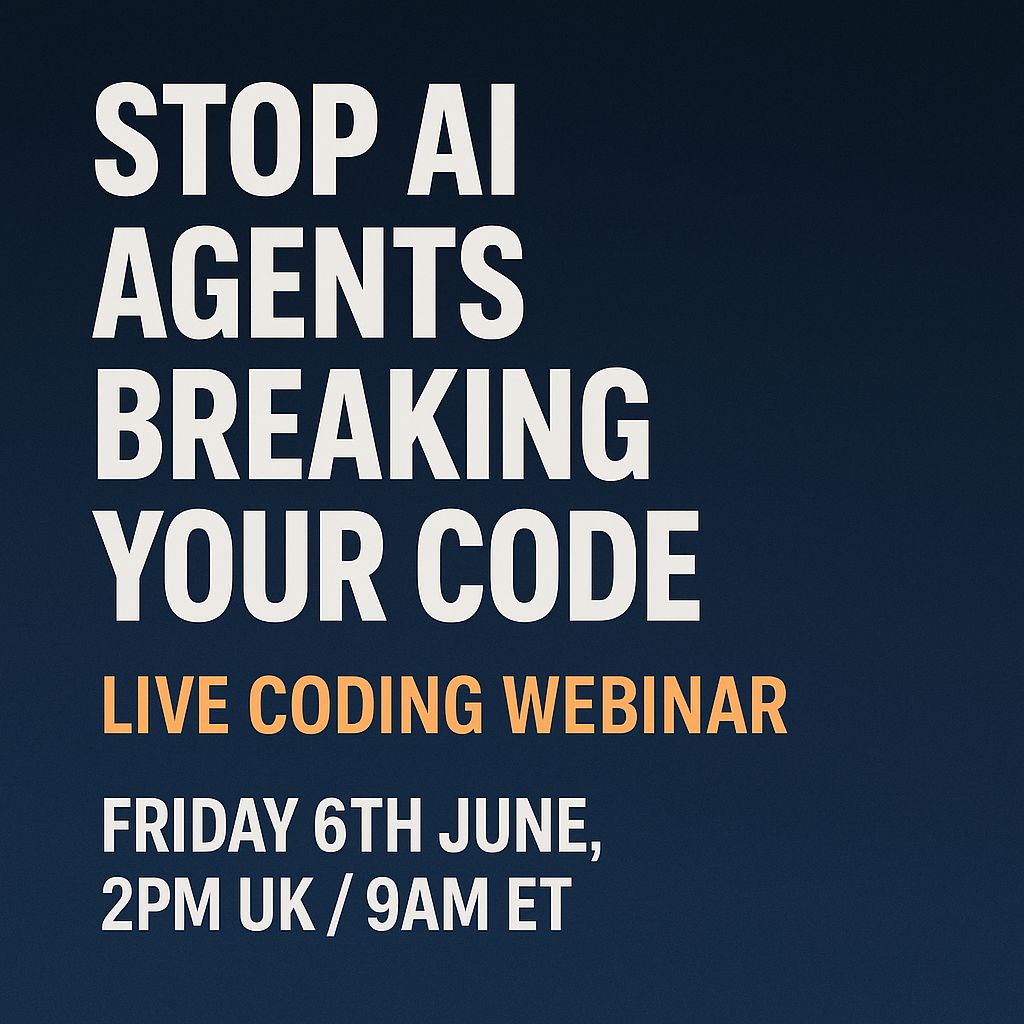 STOP AI
AGENTS
BREAKING
YOUR CODE
LIVE CODING WEBINAR
FRIDAY 6TH JUNE,
2PM UK / 9AM ET